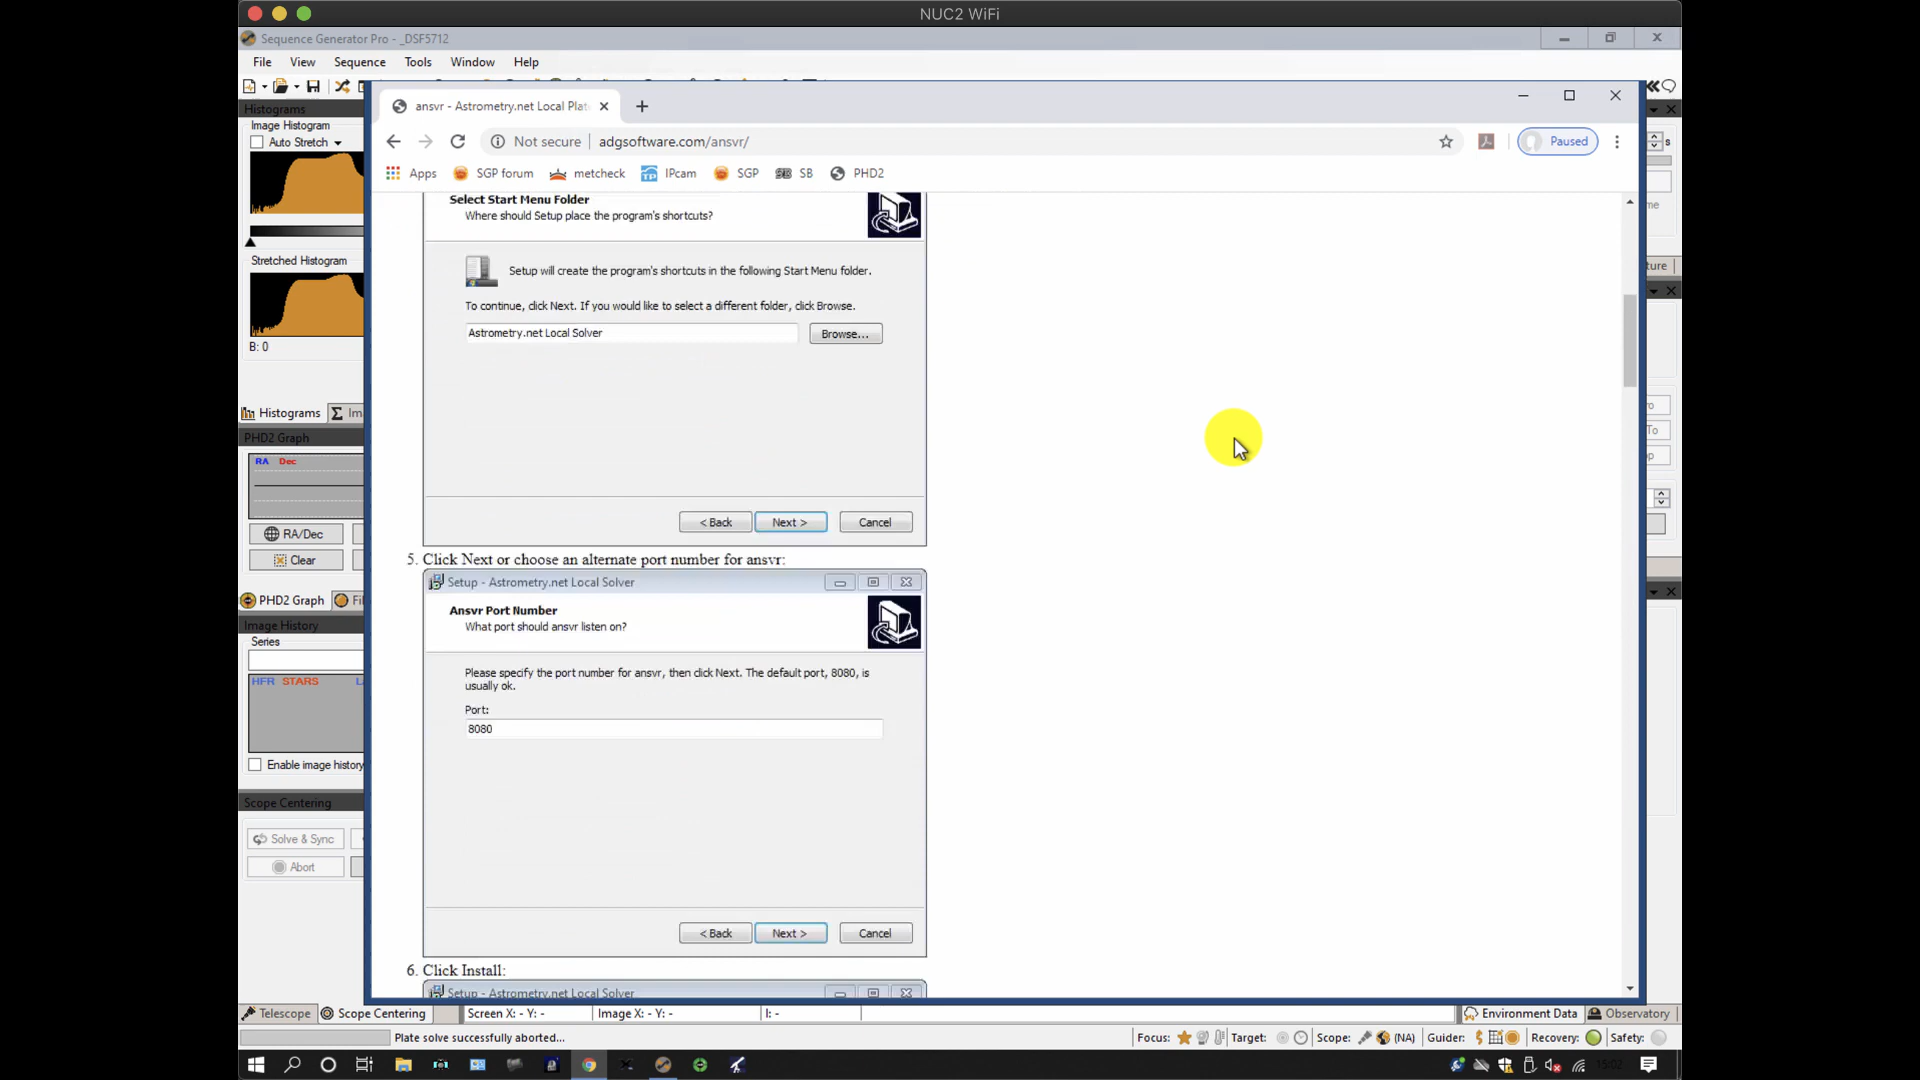 NUC2 WiFi
Sequence Generator Pro - _DSF5712
File View Sequence Tools Window Help
ansvr - Astrometry.net Local Plat
Not secure adgsoftware.com/ansvr/ Paused
Apps SGP forum metcheck IPcam SGP SB PHD2
Histograms
Image Histogram
Auto Stretch
Stretched Histogram
B: 0
Histograms Im
PHD2 Graph
RA Dec
RA/Dec
Clear
PHD2 Graph Fi
Image History
Series
HFR STARS
Enable image history
Scope Centering
Solve & Sync
Abort
Select Start Menu Folder
Where should Setup place the program's shortcuts?
Setup will create the program's shortcuts in the following Start Menu folder.
To continue, click Next. If you would like to select a different folder, click Browse.
Astrometry.net Local Solver Browse...
< Back Next > Cancel
5. Click Next or choose an alternate port number for ansvr:
Setup - Astrometry.net Local Solver
Ansvr Port Number
What port should ansvr listen on?
Please specify the port number for ansvr, then click Next. The default port, 8080, is
usually ok.
Port:
8080
< Back Next > Cancel
6. Click Install:
Setup - Astrometry.net Local Solver
s
me
ture
To
Telescope Scope Centering Screen X: - Y: - Image X: - Y: - I: - Environment Data Observatory
Plate solve successfully aborted... Focus: Target: Scope: (NA) Guider: Recovery: Safety: